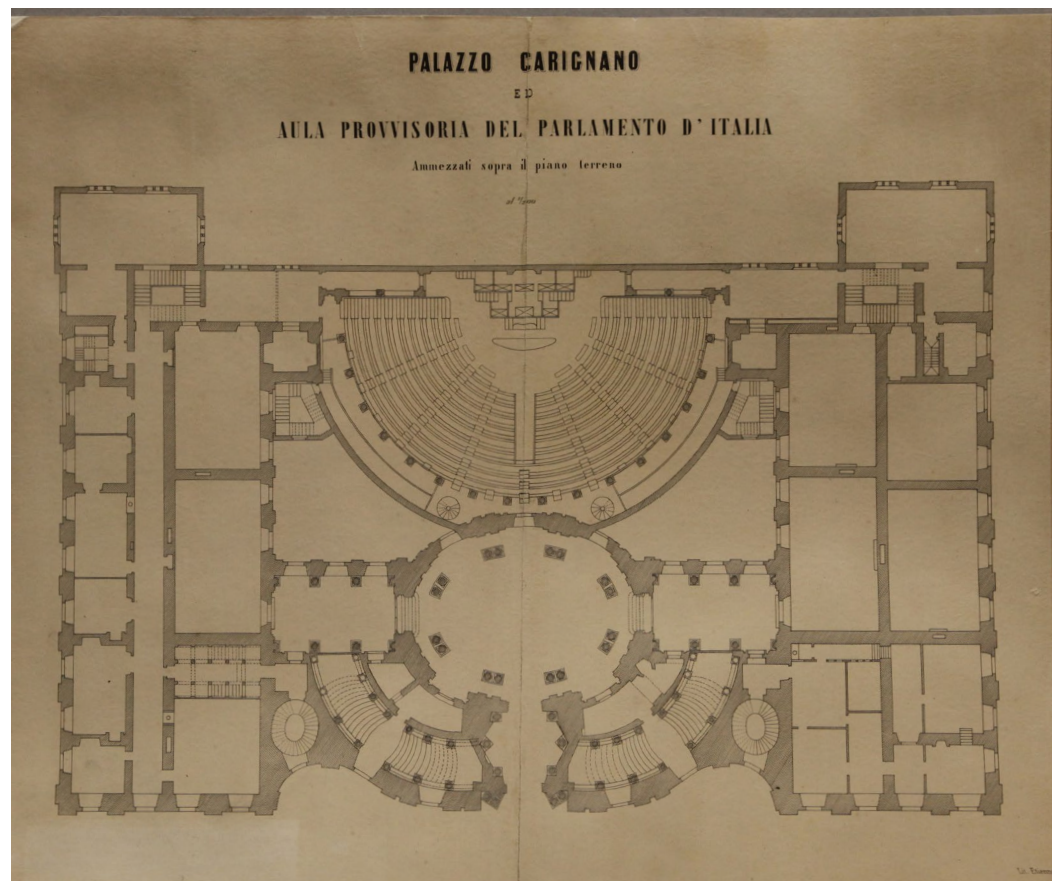 PALAZZO CARIGNANO
ED
AULA PROVVISORIA DEL PARLAMENTO D'ITALIA
Ammezzati sopra il piano terreno